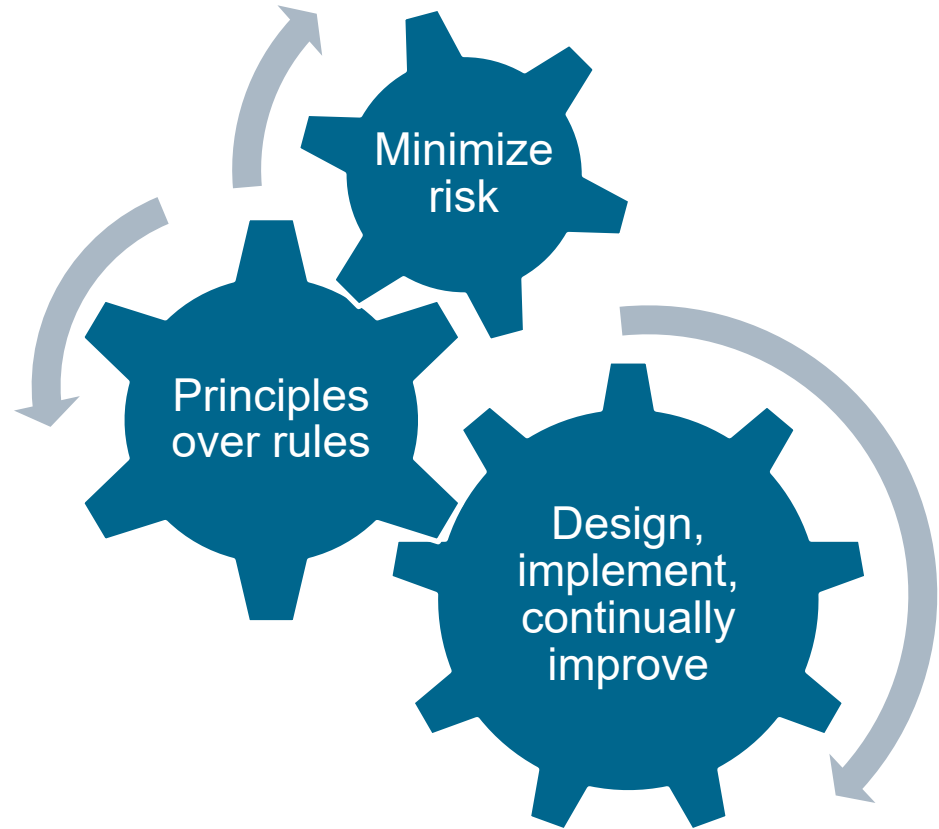 Minimize
risk
Principles
over rules
Design,
implement,
continually
improve